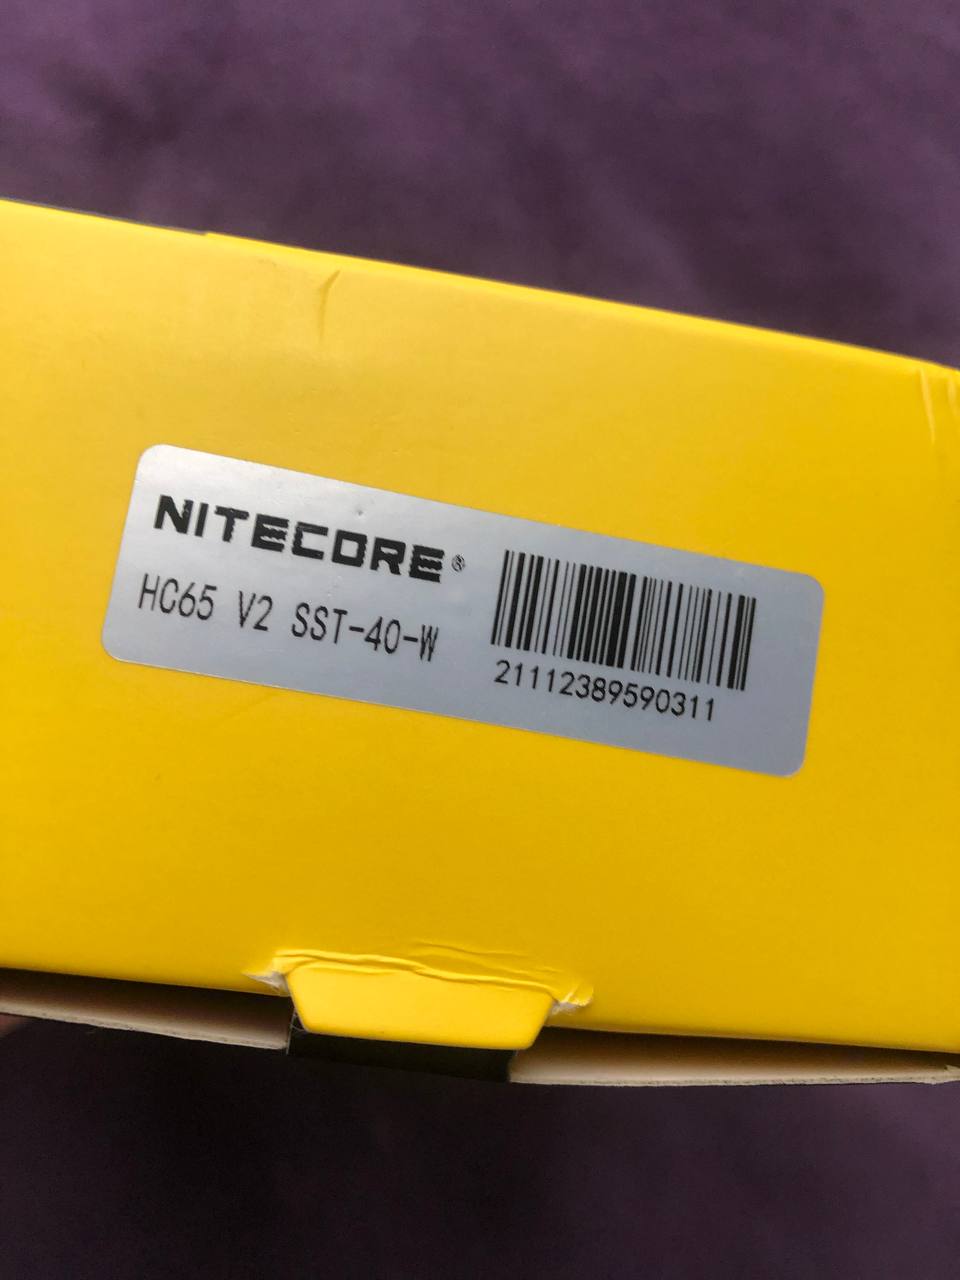 NITECORE®
HC65 V2 SST-40-W
21112389590311